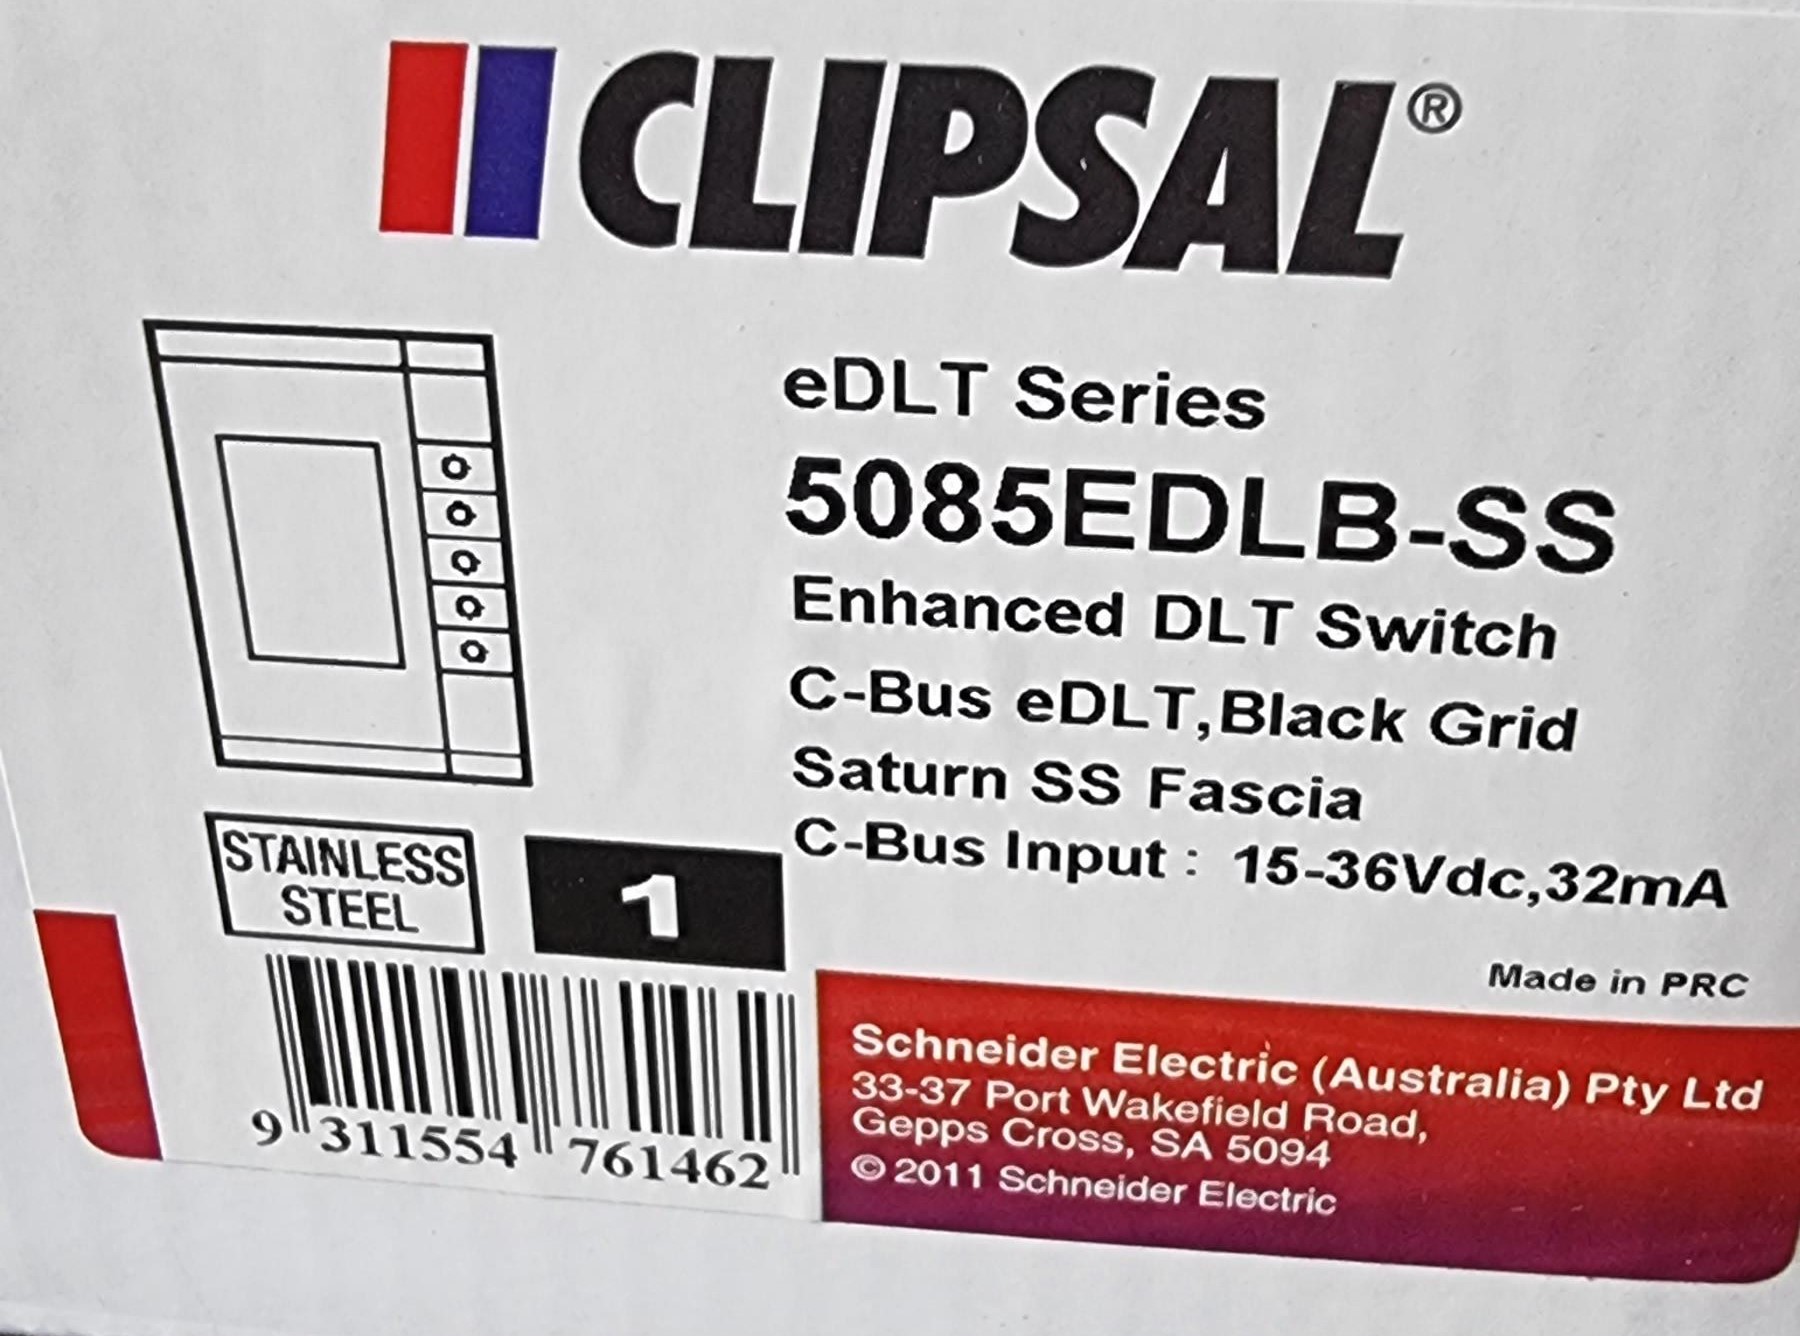 CLIPSAL®
eDLT Series
5085EDLB-SS
Enhanced DLT Switch
C-Bus eDLT,Black Grid
Saturn SS Fascia
C-Bus Input : 15-36Vdc,32mA
STAINLESS
STEEL
1
Made in PRC
9 311554 761462
Schneider Electric (Australia) Pty Ltd
33-37 Port Wakefield Road,
Gepps Cross, SA 5094
© 2011 Schneider Electric